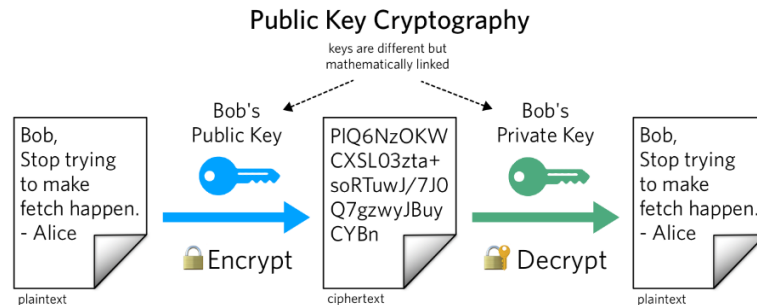 Public Key Cryptography
keys are different but
mathematically linked
Bob,
Stop trying
to make
fetch happen.
- Alice
plaintext
Bob's
Public Key
Encrypt
PIQ6NzOKW
CXSL03zta+
soRTuwJ/7J0
Q7gzwyJBuy
CYBn
ciphertext
Bob's
Private Key
Decrypt
Bob,
Stop trying
to make
fetch happen.
- Alice
plaintext